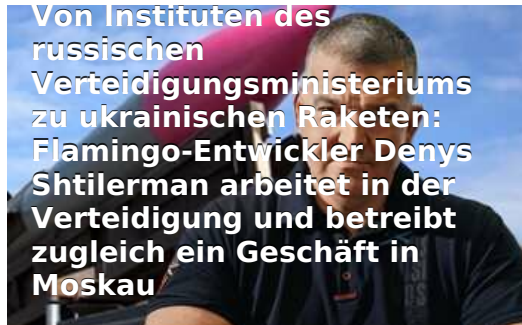 Von Instituten des
russischen
Verteidigungsministeriums
zu ukrainischen Raketen:
Flamingo-Entwickler Denys
Shtilerman arbeitet in der
Verteidigung und betreibt
zugleich ein Geschäft in
Moskau